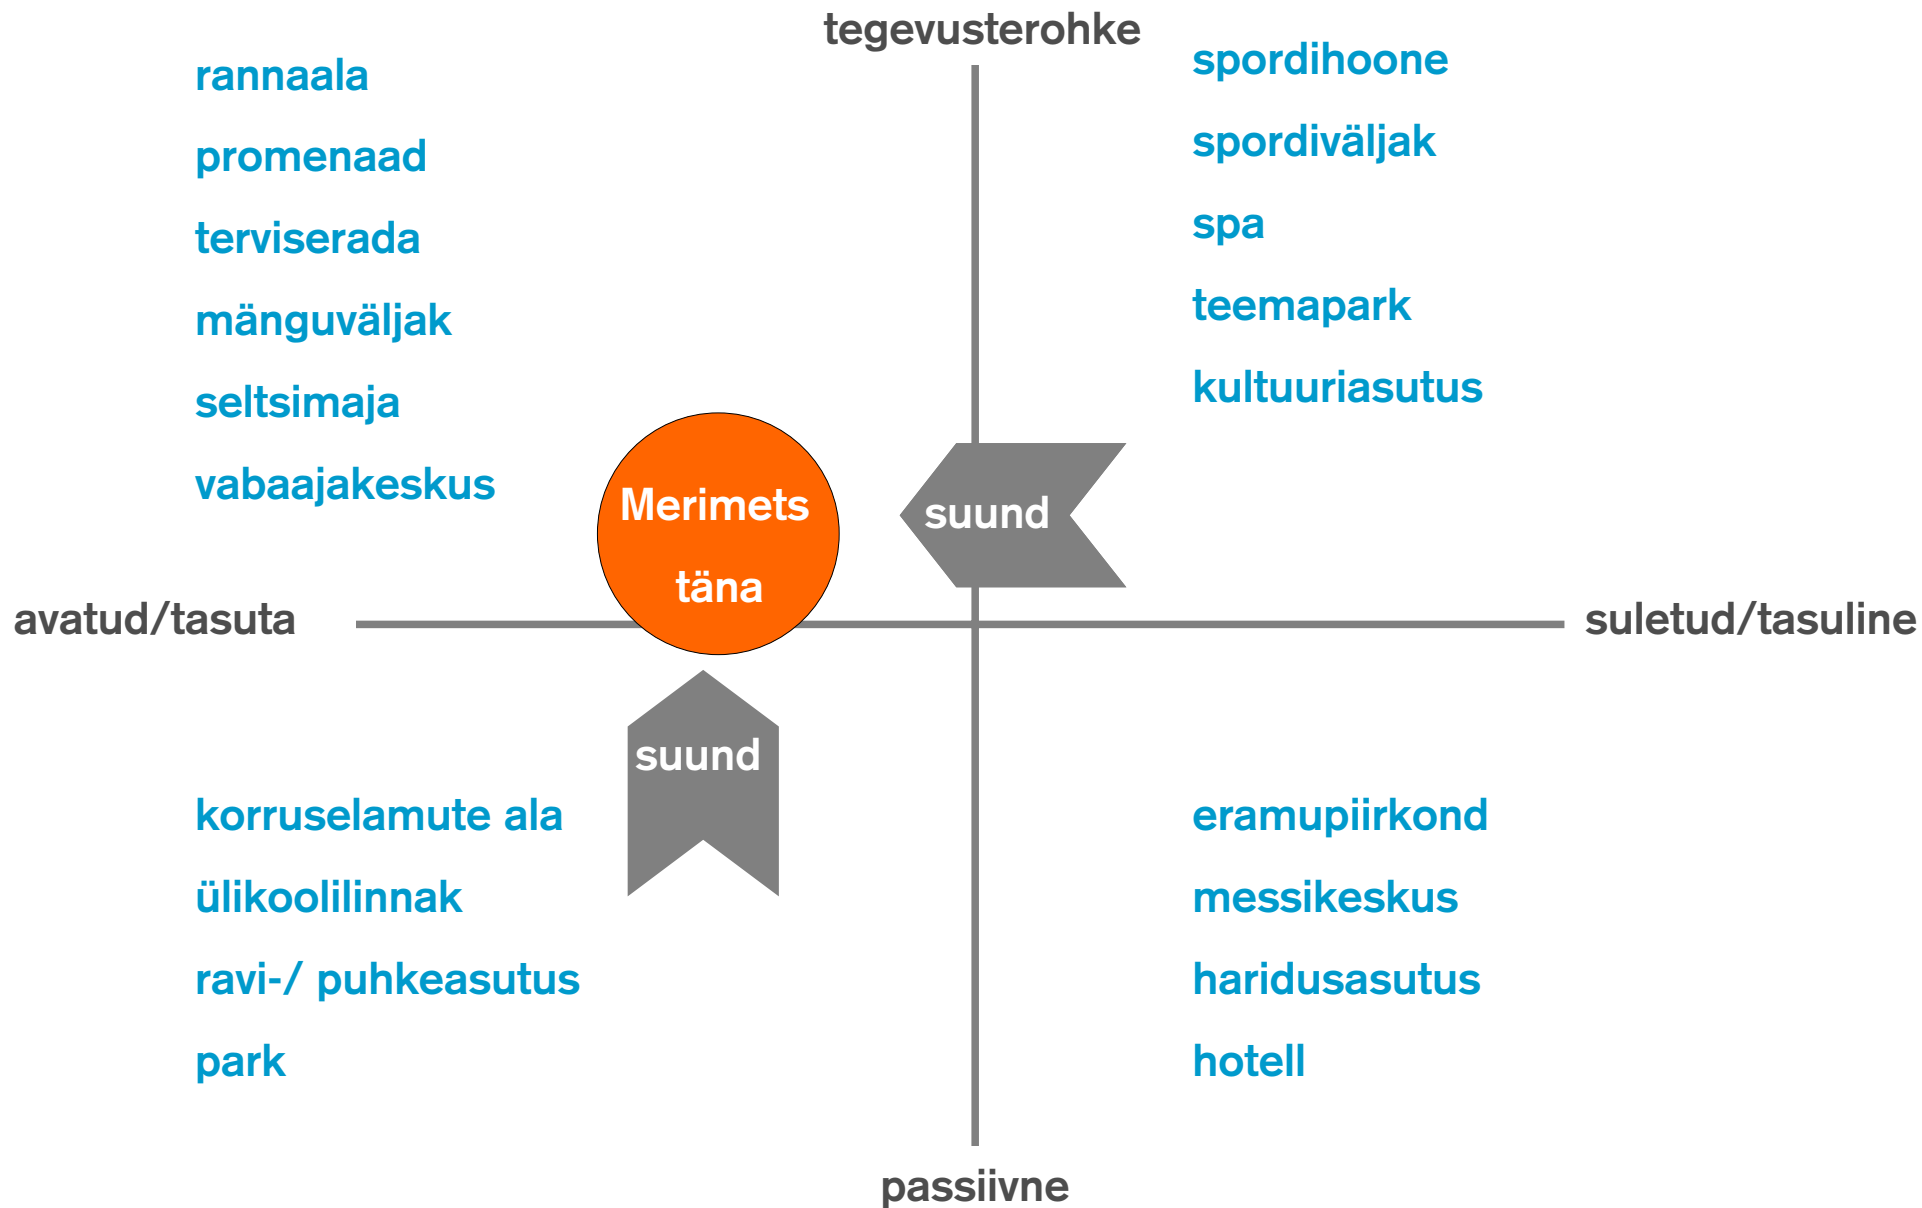 tegevusterohke
rannaala
promenaad
terviserada
mänguväljak
seltsimaja
vabaajakeskus
spordihoone
spordiväljak
spa
teemapark
kultuuriasutus
Merimets
täna
suund
avatud/tasuta
suletud/tasuline
suund
korruselamute ala
ülikoolilinnak
ravi-/ puhkeasutus
park
eramupiirkond
messikeskus
haridusasutus
hotell
passiivne